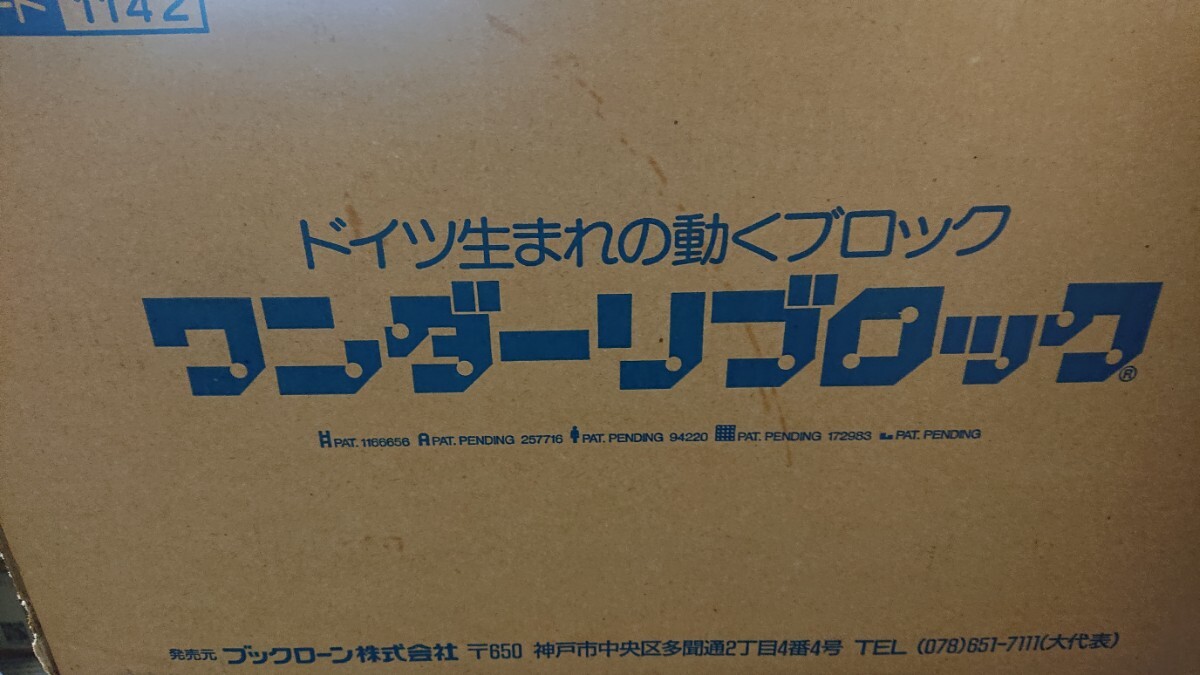 ード 1142
ドイツ生まれの動くブロック
ワンダーリブロック®
PAT. 1166656 PAT. PENDING 257716 PAT. PENDING 94220 PAT. PENDING 172983 PAT. PENDING
発売元 ブックローン株式会社 〒650 神戸市中央区多聞通2丁目4番4号 TEL (078)651-7111(大代表)